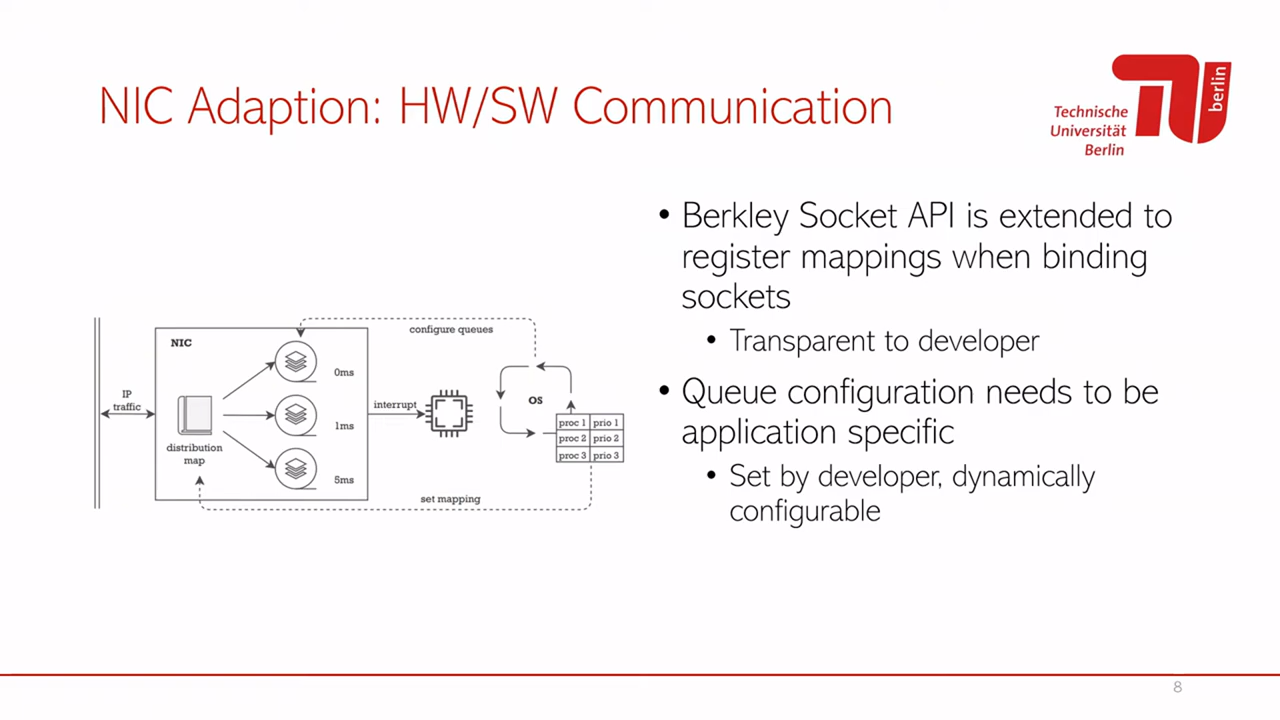 NIC Adaption: HW/SW Communication
Technische
Universität
Berlin
berlin
• Berkley Socket API is extended to
register mappings when binding
sockets
• Transparent to developer
• Queue configuration needs to be
application specific
• Set by developer, dynamically
configurable
configure queues
NIC
0ms
IP
traffic
interrupt
OS
1ms
proc 1 prio 1
proc 2 prio 2
proc 3 prio 3
distribution
map
5ms
set mapping
8